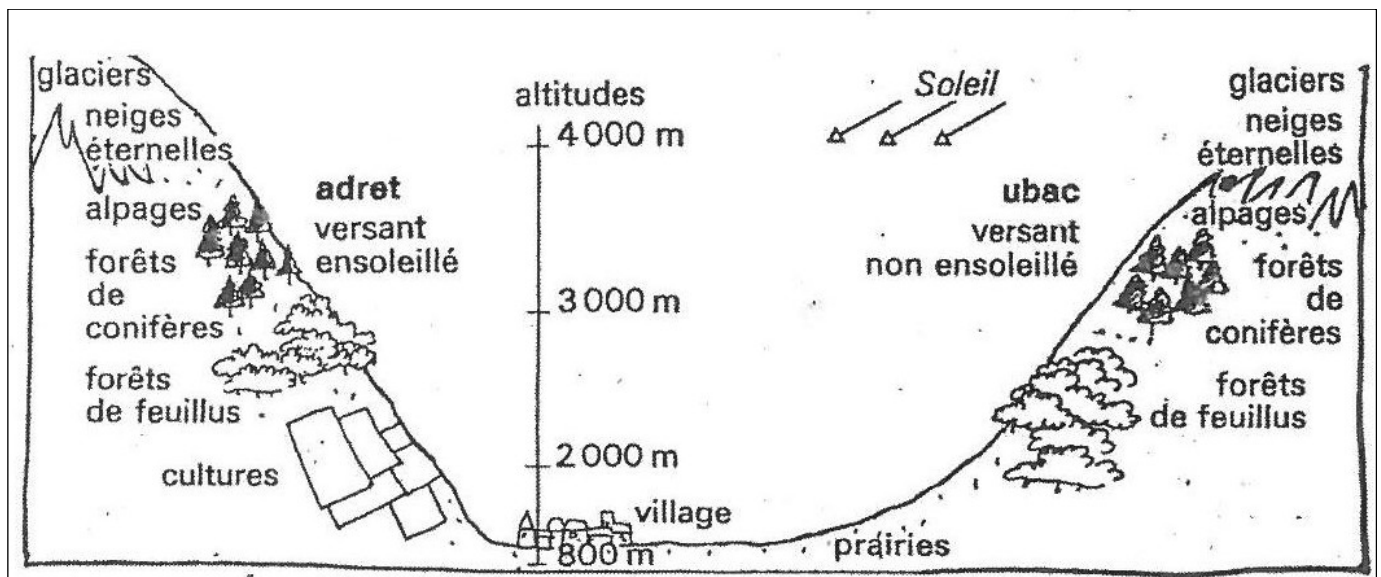 glaciers
neiges
éternelles
alpages
forêts
de
conifères
forêts
de feuillus
cultures
adret
versant
ensoleillé
altitudes
4 000 m
3 000 m
2 000 m
800 m
village
prairies
Soleil
ubac
versant
non ensoleillé
glaciers
neiges
éternelles
alpages
forêts
de
conifères
forêts
de feuillus